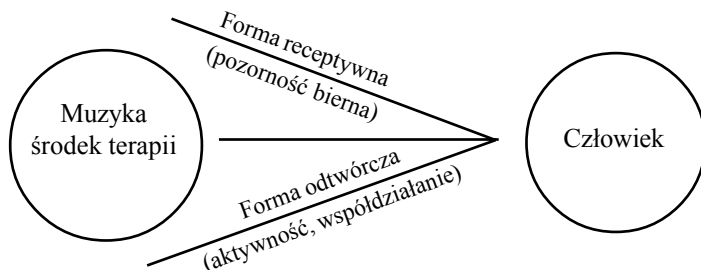 Forma receptywna
(pozorność bierna)
Muzyka
środek terapii
Człowiek
Forma odtwórcza
(aktywność, współdziałanie)